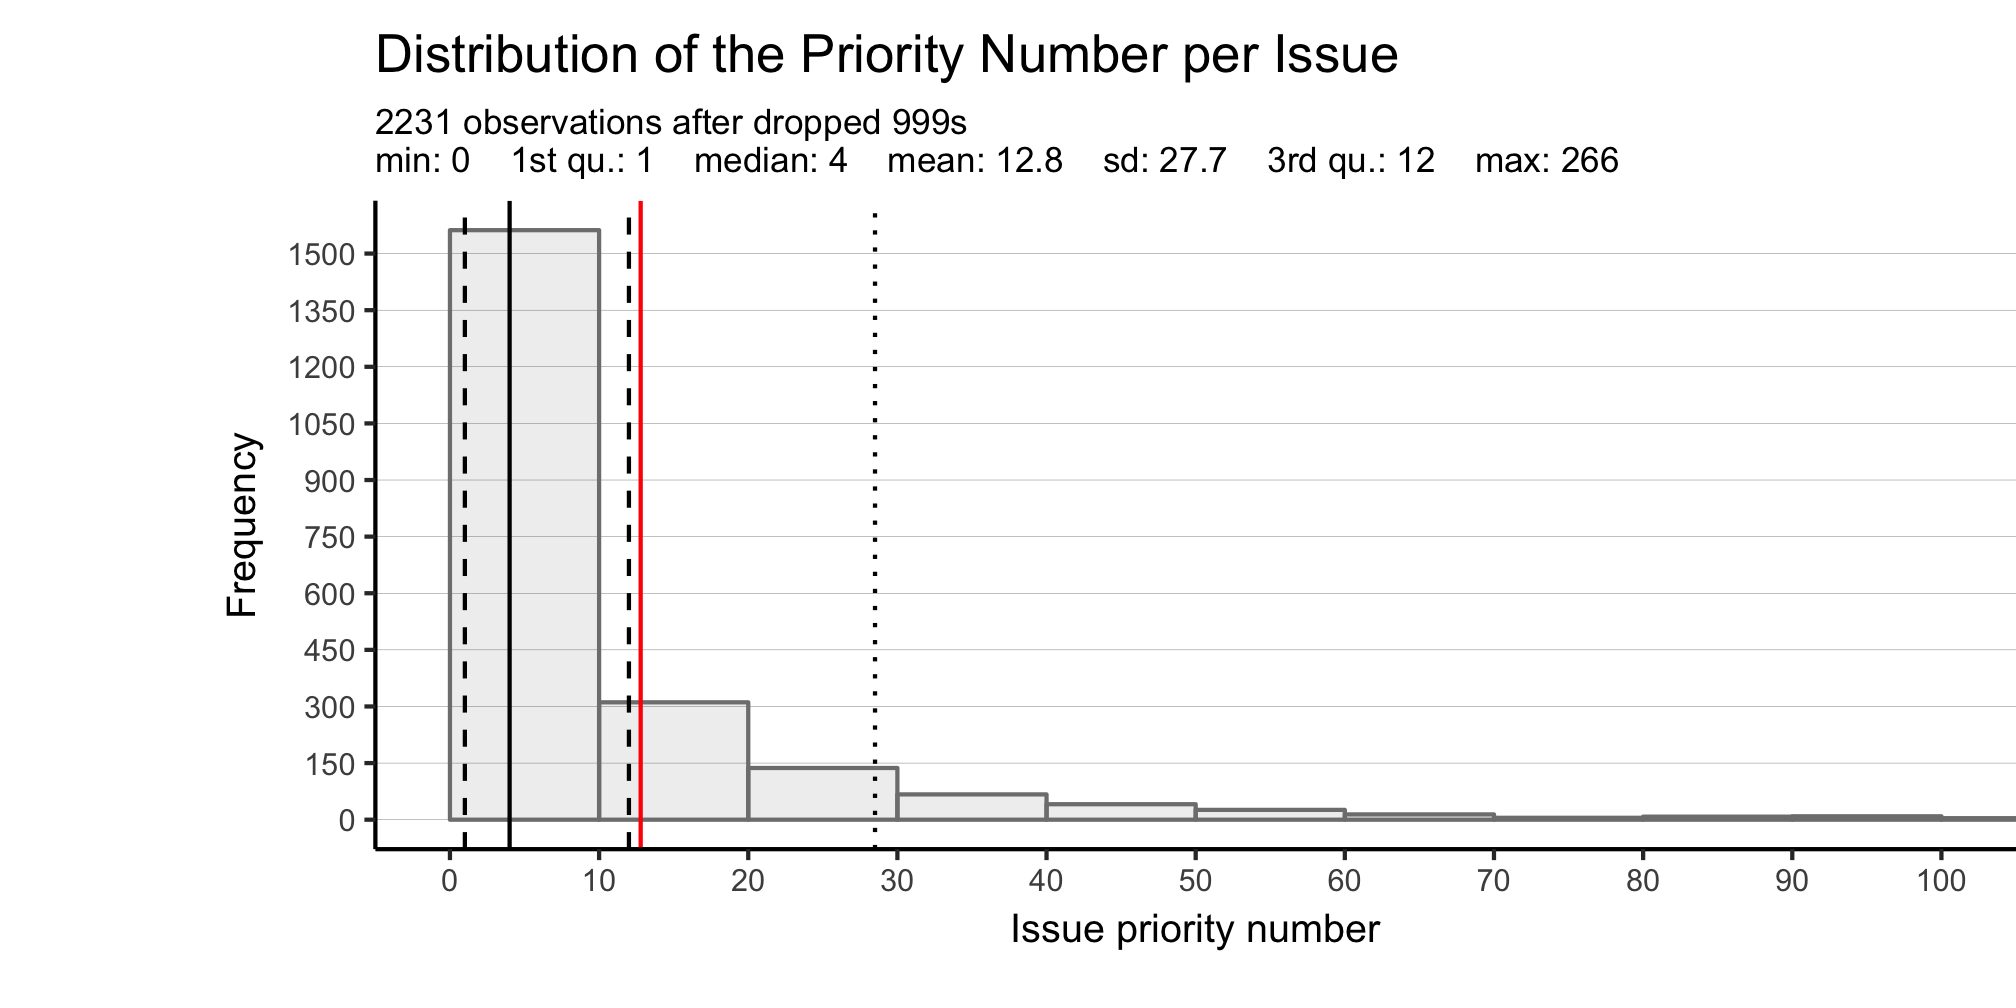 Distribution of the Priority Number per Issue
2231 observations after dropped 999s
min: 0 1st qu.: 1 median: 4 mean: 12.8 sd: 27.7 3rd qu.: 12 max: 266
1500
1350
1200
1050
900
750
600
450
300
150
0
Frequency
0 10 20 30 40 50 60 70 80 90 100
Issue priority number